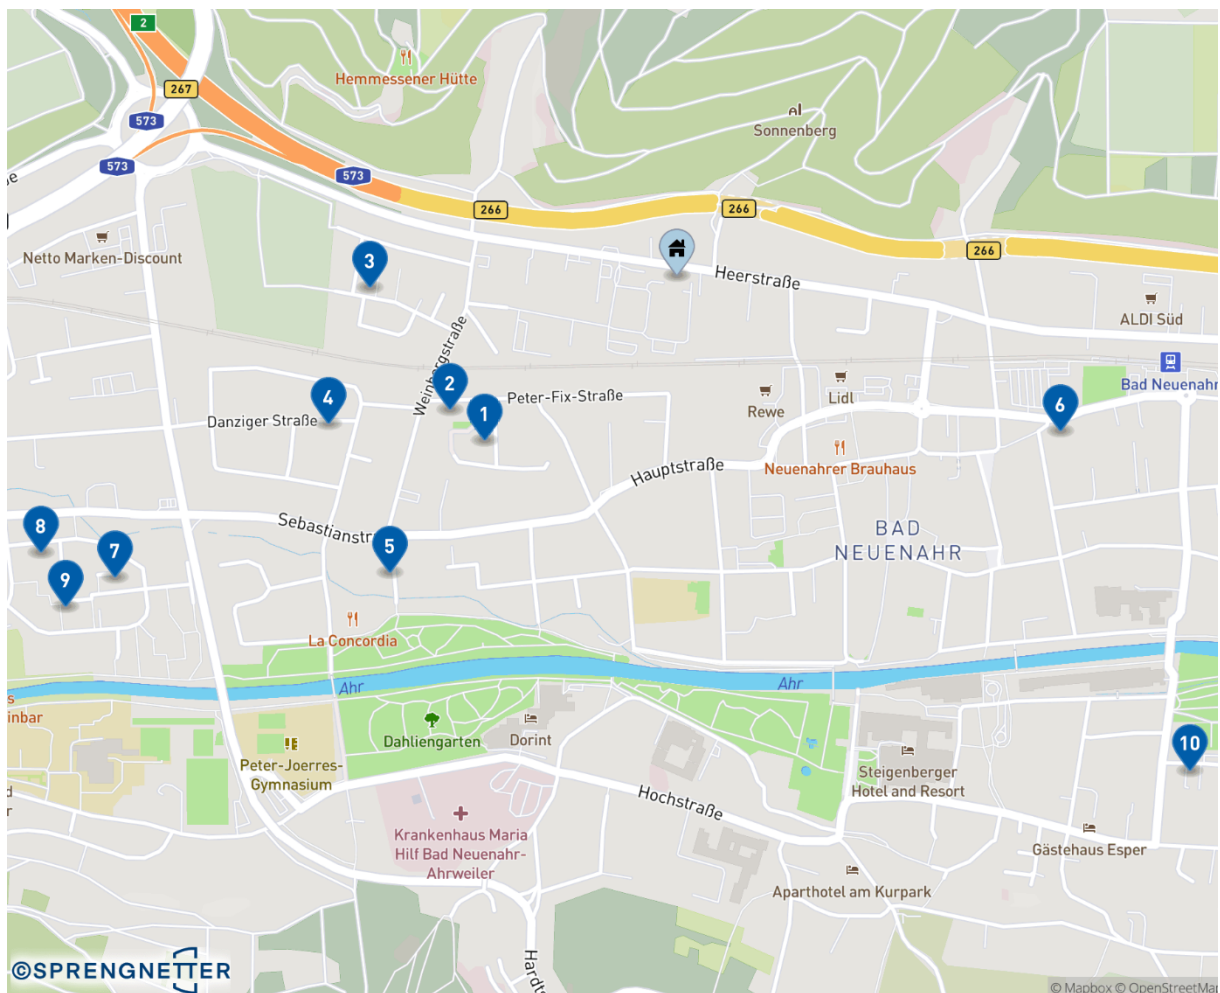 2
267
573
573
573
Hemmessener Hütte
Sonnenberg
266
266
266
Netto Marken-Discount
3
Heerstraße
ALDI Süd
Weinbergstraße
Bad Neuenahr
2
4
1
Peter-Fix-Straße
Danziger Straße
Rewe
Lidl
6
Neuenahrer Brauhaus
Hauptstraße
8
7
9
5
BAD
NEUENAHR
La Concordia
Ahr
Ahr
inbar
Dahliengarten
Dorint
10
Peter-Joerres-
Gymnasium
Steigenberger
Hotel and Resort
Hochstraße
Krankenhaus Maria
Hilf Bad Neuenahr-
Ahrweiler
Gästehaus Esper
Aparthotel am Kurpark
©SPRENGNETTER
© Mapbox © OpenStreetMap